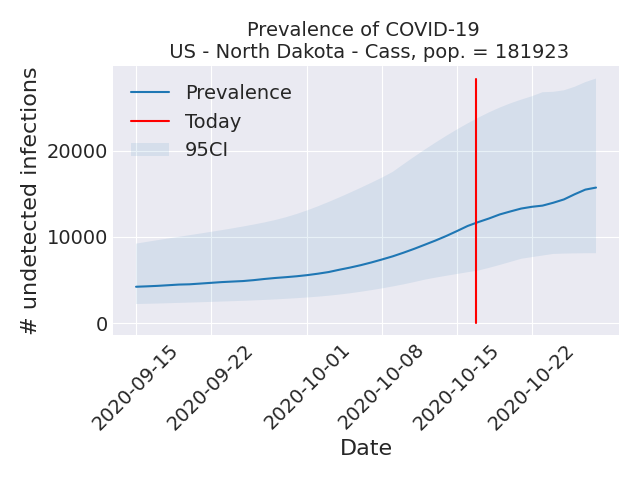 Prevalence of COVID-19
US - North Dakota - Cass, pop. = 181923
# undetected infections
20000
10000
0
Prevalence
Today
95CI
2020-09-15
2020-09-22
2020-10-01
2020-10-08
2020-10-15
2020-10-22
Date